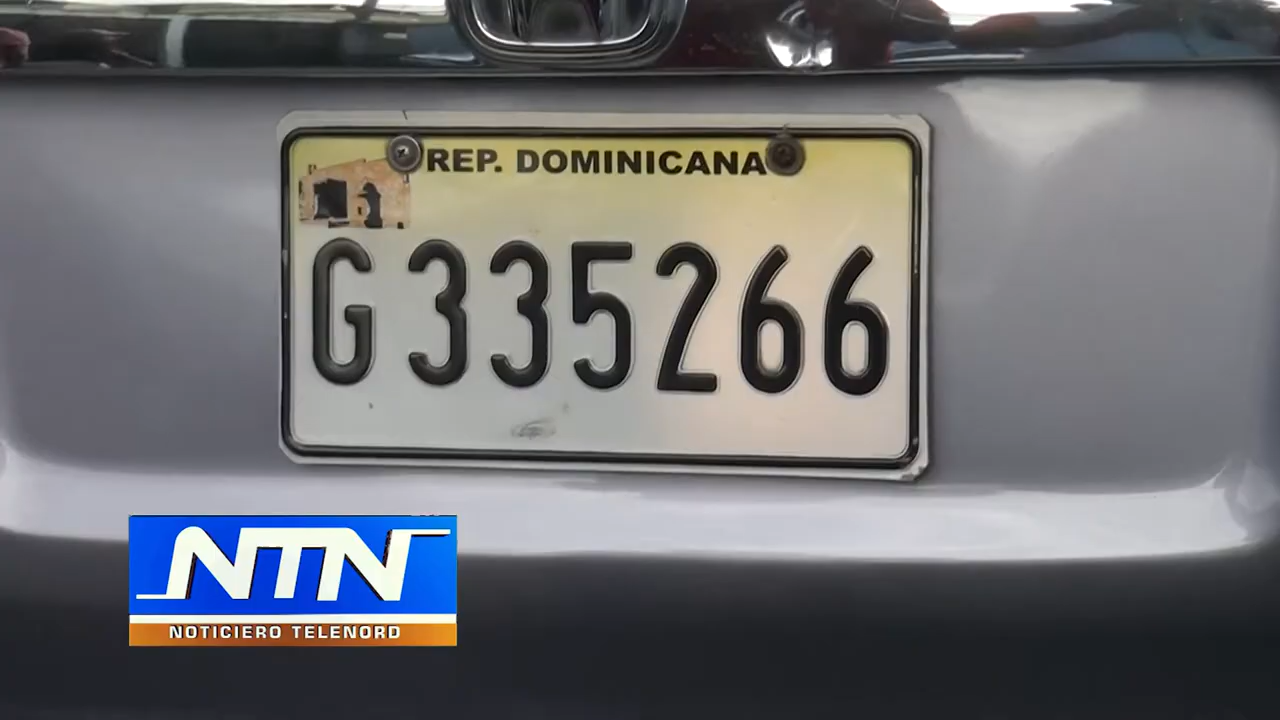 REP. DOMINICANA
G335266
NTN
NOTICIERO TELENORD